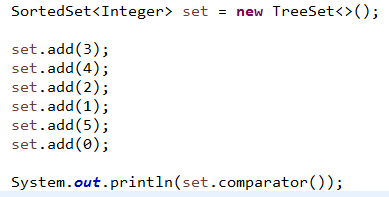 SortedSet<Integer> set = new TreeSet<>();
set.add(3);
set.add(4);
set.add(2);
set.add(1);
set.add(5);
set.add(0);
System.out.println(set.comparator());